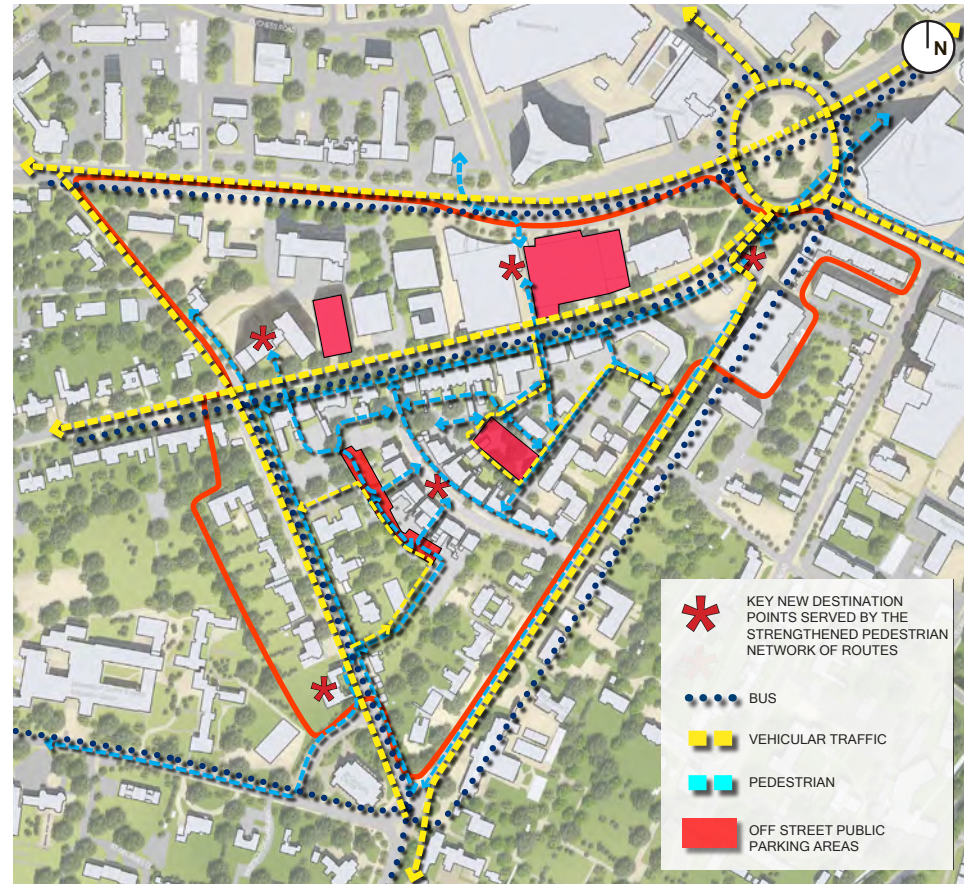 N
KEY NEW DESTINATION
POINTS SERVED BY THE
STRENGTHENED PEDESTRIAN
NETWORK OF ROUTES
BUS
VEHICULAR TRAFFIC
PEDESTRIAN
OFF STREET PUBLIC
PARKING AREAS